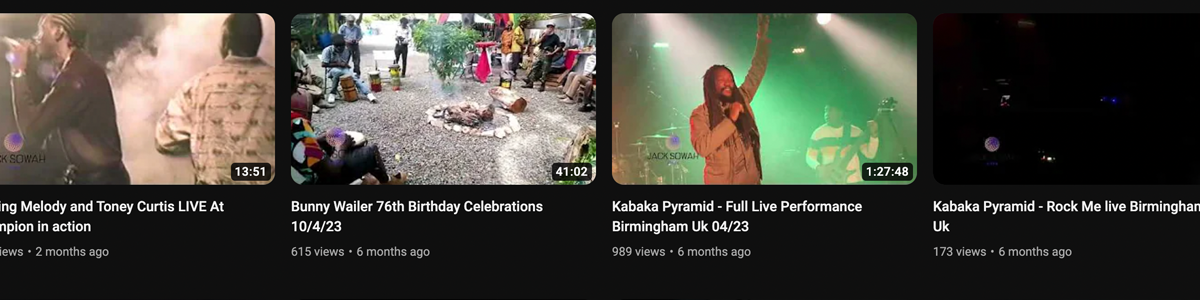 JACK SOWAH
13:51
41:02
JACK SOWAH
1:27:48
ing Melody and Toney Curtis LIVE At
mpion in action
iews • 2 months ago
Bunny Wailer 76th Birthday Celebrations
10/4/23
615 views • 6 months ago
Kabaka Pyramid - Full Live Performance
Birmingham Uk 04/23
989 views • 6 months ago
Kabaka Pyramid - Rock Me live Birmingham
Uk
173 views • 6 months ago